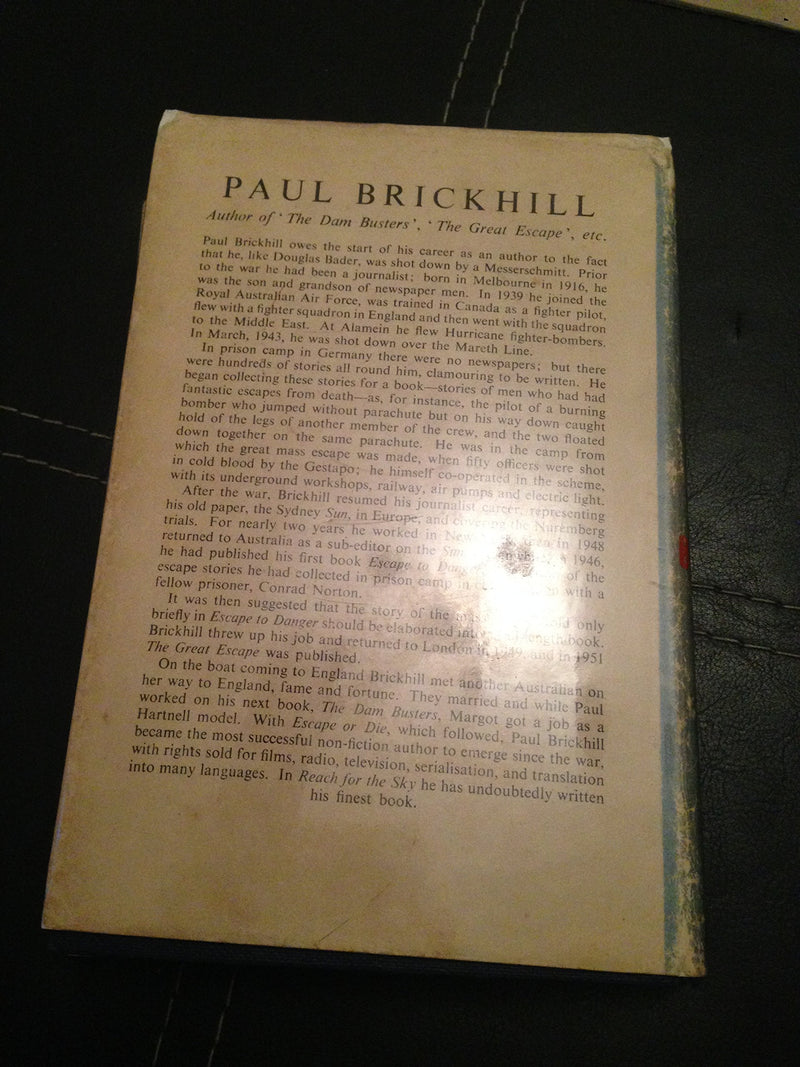 PAUL BRICKHILL
Author of ' The Dam Busters', ' The Great Escape', etc.
Paul Brickhill owes the start of his career as an author to the fact
that he, like Douglas Bader, was shot down by a Messerschmitt. Prior
to the war he had been a journalist; born in Melbourne in 1916, he
was the son and grandson of newspaper men. In 1939 he joined the
Royal Australian Air Force, was trained in Canada as a fighter pilot,
flew with a fighter squadron in England and then went with the squadron
to the Middle East. At Alamein he flew Hurricane fighter-bombers.
In March, 1943, he was shot down over the Mareth Line.
In prison camp in Germany there were no newspapers; but there
were hundreds of stories all round him, clamouring to be written. He
began collecting these stories for a book—stories of men who had had
fantastic escapes from death—as, for instance, the pilot of a burning
bomber who jumped without parachute but on his way down caught
hold of the legs of another member of the crew, and the two floated
down together on the same parachute. He was in the camp from
which the great mass escape was made, when fifty officers were shot
in cold blood by the Gestapo; he himself co-operated in the scheme,
with its underground workshops, railway, air pumps and electric light.
After the war, Brickhill resumed his journalist career, representing
his old paper, the Sydney Sun, in Europe, and covering the Nuremberg
trials. For nearly two years he worked in New in 1948
returned to Australia as a sub-editor on the Sun 1946,
he had published his first book Escape to Danger of the
escape stories he had collected in prison camp in with a
fellow prisoner, Conrad Norton.
It was then suggested that the story of the only
briefly in Escape to Danger should be elaborated into book.
Brickhill threw up his job and returned to London in 1949, and in 1951
The Great Escape was published.
On the boat coming to England Brickhill met another Australian on
her way to England, fame and fortune. They married and while Paul
worked on his next book, The Dam Busters, Margot got a job as a
Hartnell model. With Escape or Die, which followed, Paul Brickhill
became the most successful non-fiction author to emerge since the war,
with rights sold for films, radio, television, serialisation, and translation
into many languages. In Reach for the Sky he has undoubtedly written
his finest book.